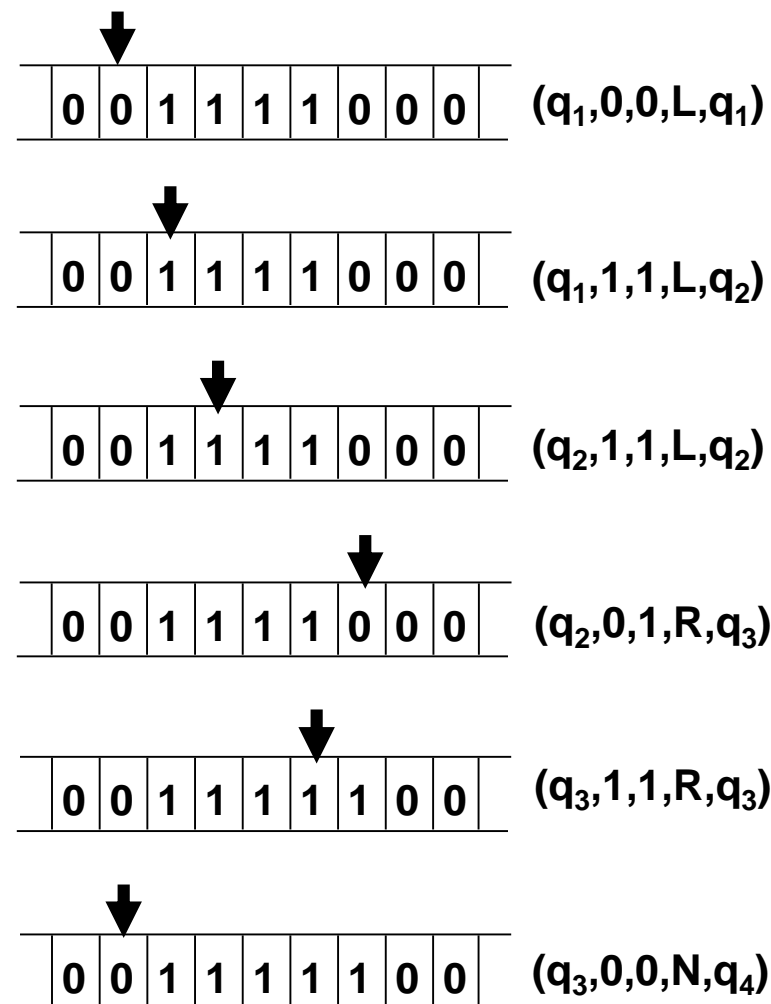 0 0 1 1 1 1 0 0 0 (q₁,0,0,L,q₁)
0 0 1 1 1 1 0 0 0 (q₁,1,1,L,q₂)
0 0 1 1 1 1 0 0 0 (q₂,1,1,L,q₂)
0 0 1 1 1 1 0 0 0 (q₂,0,1,R,q₃)
0 0 1 1 1 1 1 0 0 (q₃,1,1,R,q₃)
0 0 1 1 1 1 1 0 0 (q₃,0,0,N,q₄)